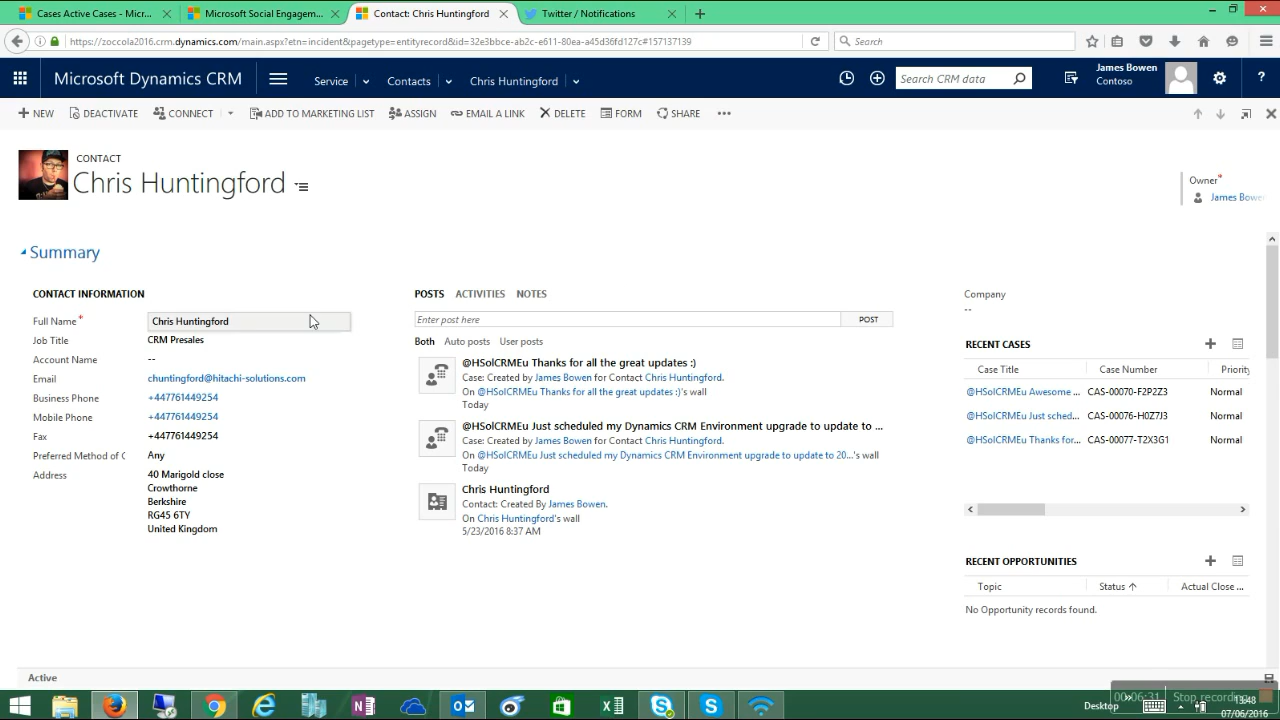 Cases Active Cases - Micr...
Microsoft Social Engagem...
Contact: Chris Huntingford
Twitter / Notifications
https://zoccola2016.crm.dynamics.com/main.aspx?etn=incident&pagetype=entityrecord&id=32e3bbce-ab2c-e611-80ea-a45d36fd127c#157137139
Search
Microsoft Dynamics CRM
Service
Contacts
Chris Huntingford
Search CRM data
James Bowen
Contoso
?
NEW
DEACTIVATE
CONNECT
ADD TO MARKETING LIST
ASSIGN
EMAIL A LINK
DELETE
FORM
SHARE
CONTACT
Chris Huntingford
Owner*
James Bowe
Summary
CONTACT INFORMATION
Full Name*
Chris Huntingford
Job Title
CRM Presales
Account Name
--
Email
chuntingford@hitachi-solutions.com
Business Phone
+447761449254
Mobile Phone
+447761449254
Fax
+447761449254
Preferred Method of C
Any
Address
40 Marigold close
Crowthorne
Berkshire
RG45 6TY
United Kingdom
POSTS ACTIVITIES NOTES
Enter post here
POST
Both Auto posts User posts
@HSolCRMEu Thanks for all the great updates :)
Case: Created by James Bowen for Contact Chris Huntingford.
On @HSolCRMEu Thanks for all the great updates :)'s wall
Today
@HSolCRMEu Just scheduled my Dynamics CRM Environment upgrade to update to ...
Case: Created by James Bowen for Contact Chris Huntingford.
On @HSolCRMEu Just scheduled my Dynamics CRM Environment upgrade to update to 20...'s wall
Today
Chris Huntingford
Contact: Created By James Bowen.
On Chris Huntingford's wall
5/23/2016 8:37 AM
Company
--
RECENT CASES
Case Title Case Number Priority
@HSolCRMEu Awesome ... CAS-00070-F2P2Z3 Normal
@HSolCRMEu Just sched... CAS-00076-H0Z7J3 Normal
@HSolCRMEu Thanks for... CAS-00077-T2X3G1 Normal
RECENT OPPORTUNITIES
Topic Status Actual Close ...
No Opportunity records found.
Active
00:06:31 Stop recording
Desktop
13:48
07/06/2016